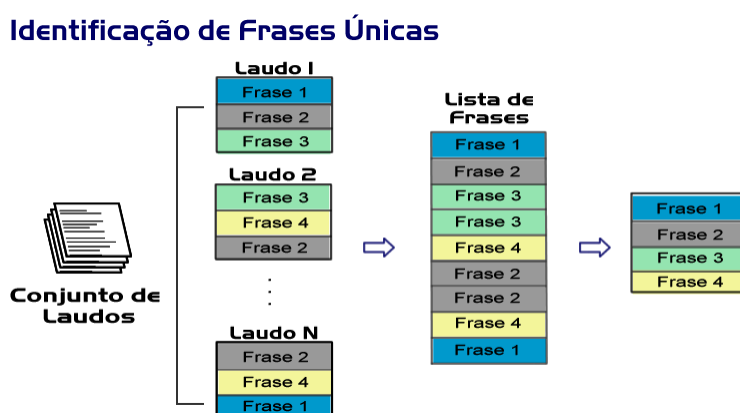 Identificação de Frases Únicas
Laudo 1
Frase 1
Frase 2
Frase 3
Laudo 2
Frase 3
Frase 4
Frase 2
Laudo N
Frase 2
Frase 4
Frase 1
Conjunto de
Laudos
Lista de
Frases
Frase 1
Frase 2
Frase 3
Frase 3
Frase 4
Frase 2
Frase 2
Frase 4
Frase 1
Frase 1
Frase 2
Frase 3
Frase 4